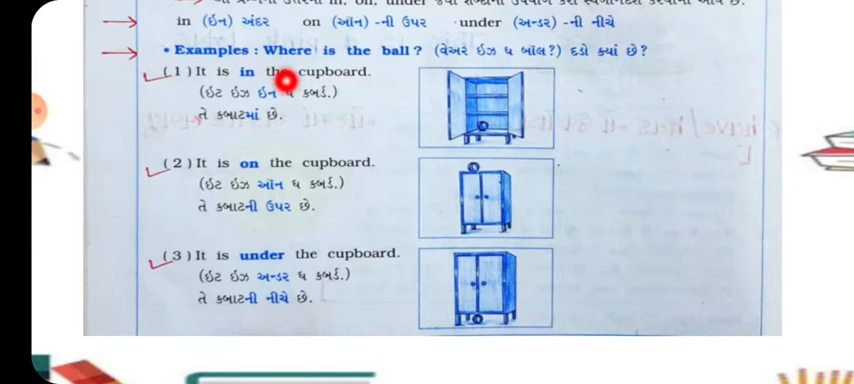 in (ઇન) અંદર on (ઑન) -ની ઉપર under (અન્ડર) -ની નીચે
• Examples : Where is the ball? (વેઅર ઇઝ ધ બૉલ?) દડો ક્યાં છે?
(1) It is in the cupboard.
(ઇટ ઇઝ ઇન ધ કબર્ડ.)
તે કબાટમાં છે.
(2) It is on the cupboard.
(ઇટ ઇઝ ઑન ધ કબર્ડ.)
તે કબાટની ઉપર છે.
(3) It is under the cupboard.
(ઇટ ઇઝ અન્ડર ધ કબર્ડ.)
તે કબાટની નીચે છે.